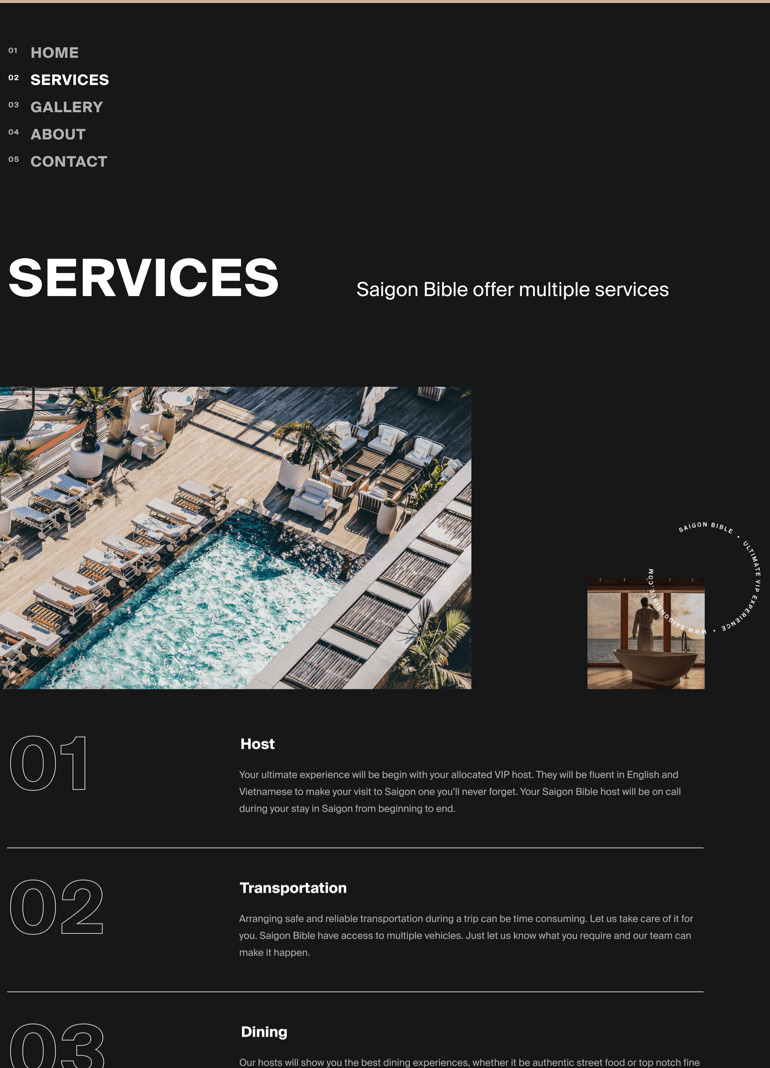 01 HOME
02 SERVICES
03 GALLERY
04 ABOUT
05 CONTACT
SERVICES
Saigon Bible offer multiple services
SAIGON BIBLE • ULTIMATE VIP EXPERIENCE •
01
Host
Your ultimate experience will be begin with your allocated VIP host. They will be fluent in English and
Vietnamese to make your visit to Saigon one you'll never forget. Your Saigon Bible host will be on call
during your stay in Saigon from beginning to end.
02
Transportation
Arranging safe and reliable transportation during a trip can be time consuming. Let us take care of it for
you. Saigon Bible have access to multiple vehicles. Just let us know what you require and our team can
make it happen.
03
Dining
Our hosts will show you the best dining experiences, whether it be authentic street food or top notch fine